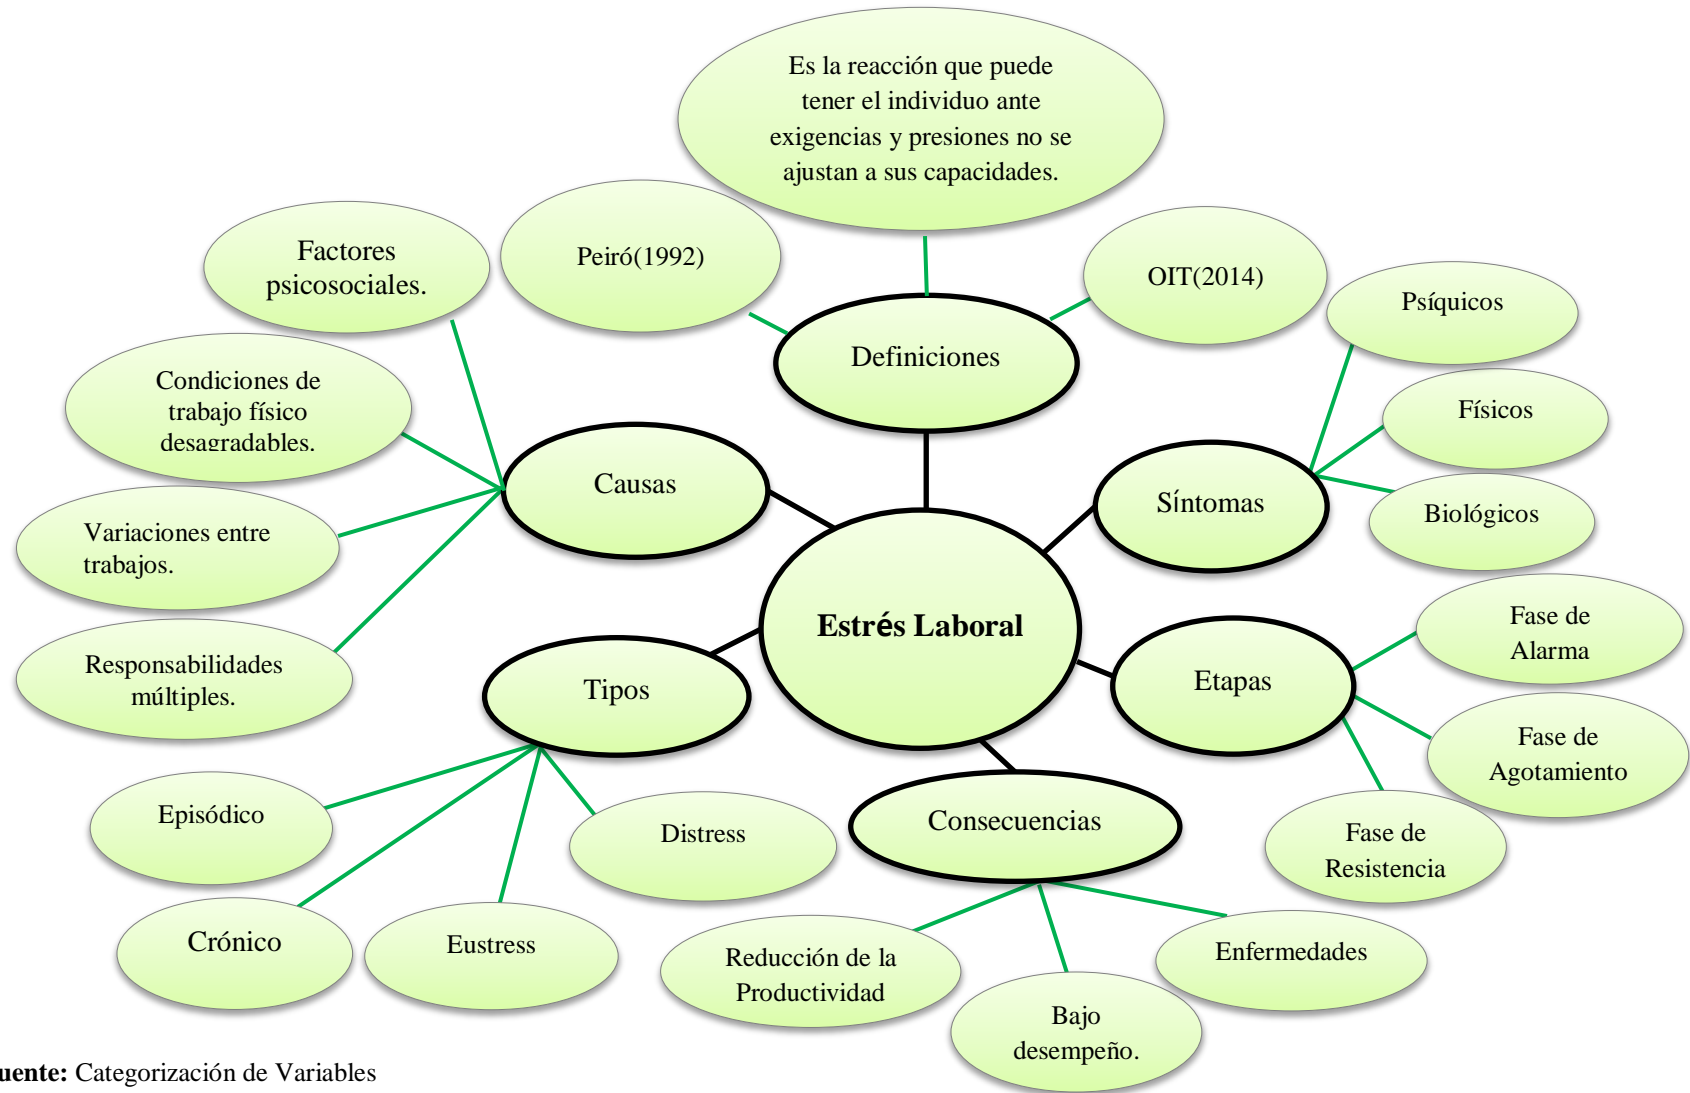 Es la reacción que puede
tener el individuo ante
exigencias y presiones no se
ajustan a sus capacidades.
Peiró(1992)
OIT(2014)
Definiciones
Factores
psicosociales.
Condiciones de
trabajo físico
desagradables.
Variaciones entre
trabajos.
Responsabilidades
múltiples.
Causas
Psíquicos
Físicos
Biológicos
Síntomas
Estrés Laboral
Tipos
Episódico
Crónico
Eustress
Distress
Etapas
Fase de
Alarma
Fase de
Agotamiento
Fase de
Resistencia
Consecuencias
Reducción de la
Productividad
Bajo
desempeño.
Enfermedades
uente: Categorización de Variables